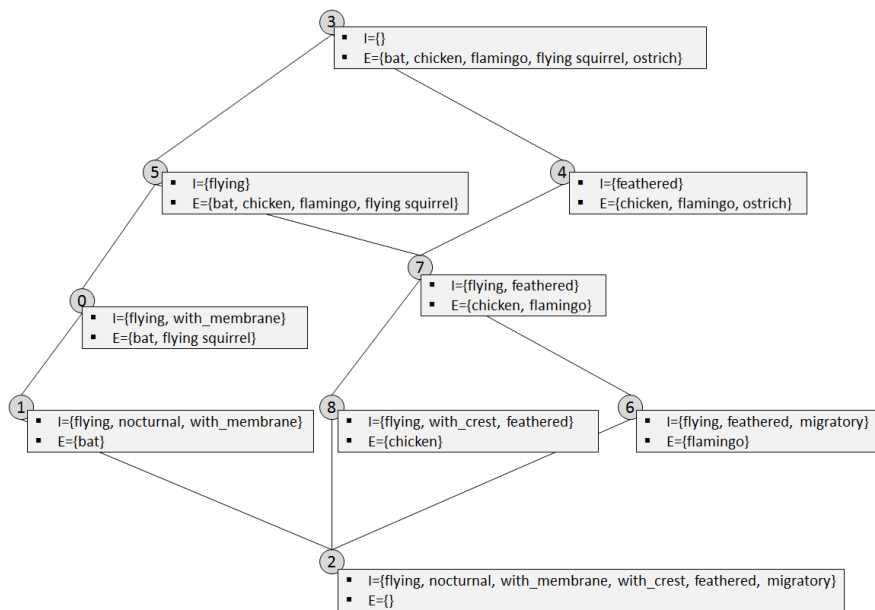 3
▪ I={}
▪ E={bat, chicken, flamingo, flying squirrel, ostrich}
5
▪ I={flying}
▪ E={bat, chicken, flamingo, flying squirrel}
4
▪ I={feathered}
▪ E={chicken, flamingo, ostrich}
7
▪ I={flying, feathered}
▪ E={chicken, flamingo}
0
▪ I={flying, with_membrane}
▪ E={bat, flying squirrel}
1
▪ I={flying, nocturnal, with_membrane}
▪ E={bat}
8
▪ I={flying, with_crest, feathered}
▪ E={chicken}
6
▪ I={flying, feathered, migratory}
▪ E={flamingo}
2
▪ I={flying, nocturnal, with_membrane, with_crest, feathered, migratory}
▪ E={}